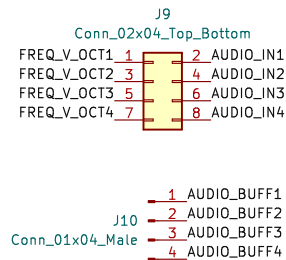 J9
Conn_02x04_Top_Bottom
FREQ_V_OCT1 1 2 AUDIO_IN1
FREQ_V_OCT2 3 4 AUDIO_IN2
FREQ_V_OCT3 5 6 AUDIO_IN3
FREQ_V_OCT4 7 8 AUDIO_IN4
1 AUDIO_BUFF1
J10 2 AUDIO_BUFF2
Conn_01x04_Male 3 AUDIO_BUFF3
4 AUDIO_BUFF4